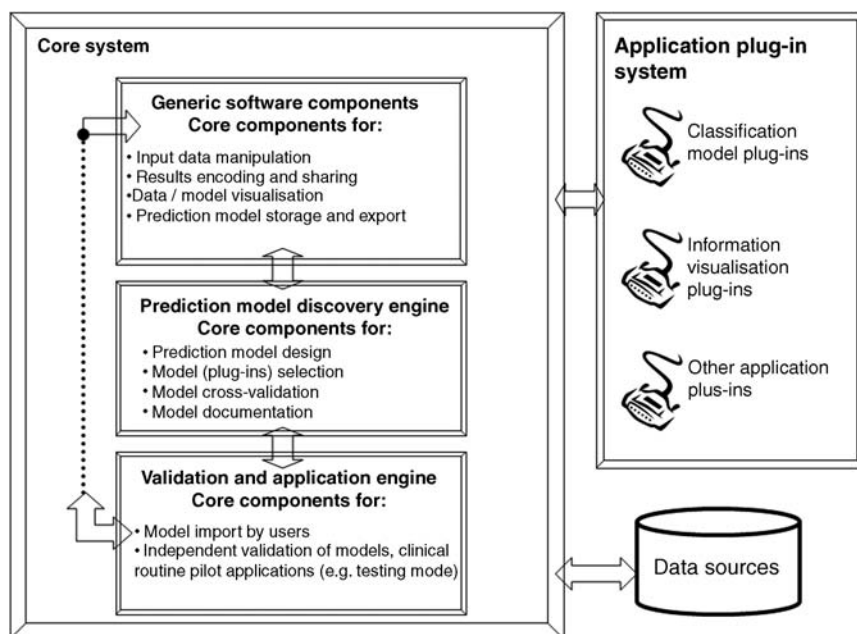 Core system
Generic software components
Core components for:
• Input data manipulation
• Results encoding and sharing
•Data / model visualisation
• Prediction model storage and export
Prediction model discovery engine
Core components for:
• Prediction model design
• Model (plug-ins) selection
• Model cross-validation
• Model documentation
Validation and application engine
Core components for:
• Model import by users
• Independent validation of models, clinical
routine pilot applications (e.g. testing mode)
Application plug-in
system
Classification
model plug-ins
Information
visualisation
plug-ins
Other application
plus-ins
Data sources